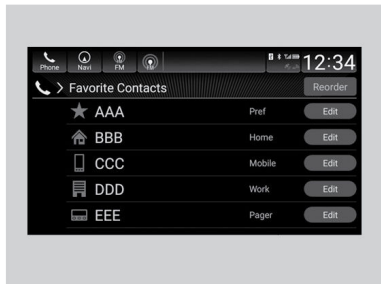 Phone Navi FM FM 12:34
Favorite Contacts Reorder
AAA Pref Edit
BBB Home Edit
CCC Mobile Edit
DDD Work Edit
EEE Pager Edit